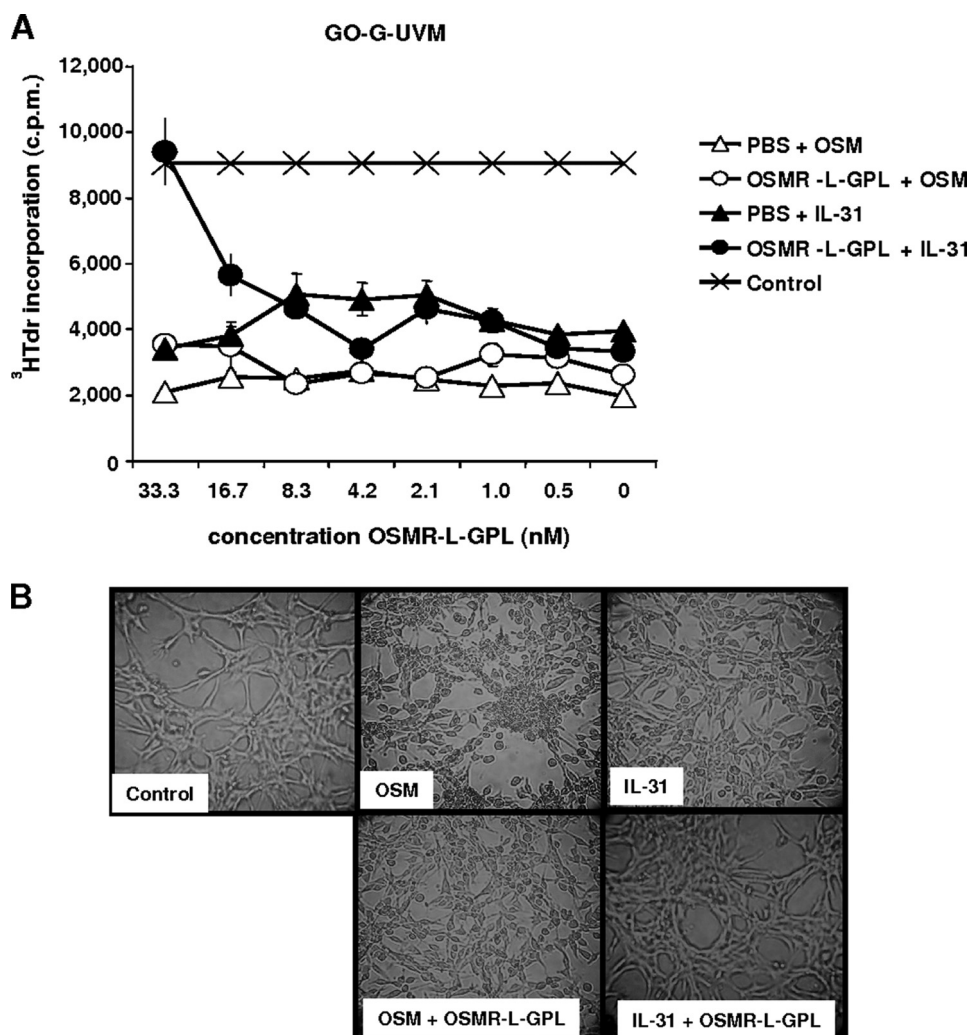 A
GO-G-UVM
³HTdr incorporation (c.p.m.)
12,000
10,000
8,000
6,000
4,000
2,000
0
33.3 16.7 8.3 4.2 2.1 1.0 0.5 0
concentration OSMR-L-GPL (nM)
PBS + OSM
OSMR -L-GPL + OSM
PBS + IL-31
OSMR -L-GPL + IL-31
Control
B
Control
OSM
IL-31
OSM + OSMR-L-GPL
IL-31 + OSMR-L-GPL